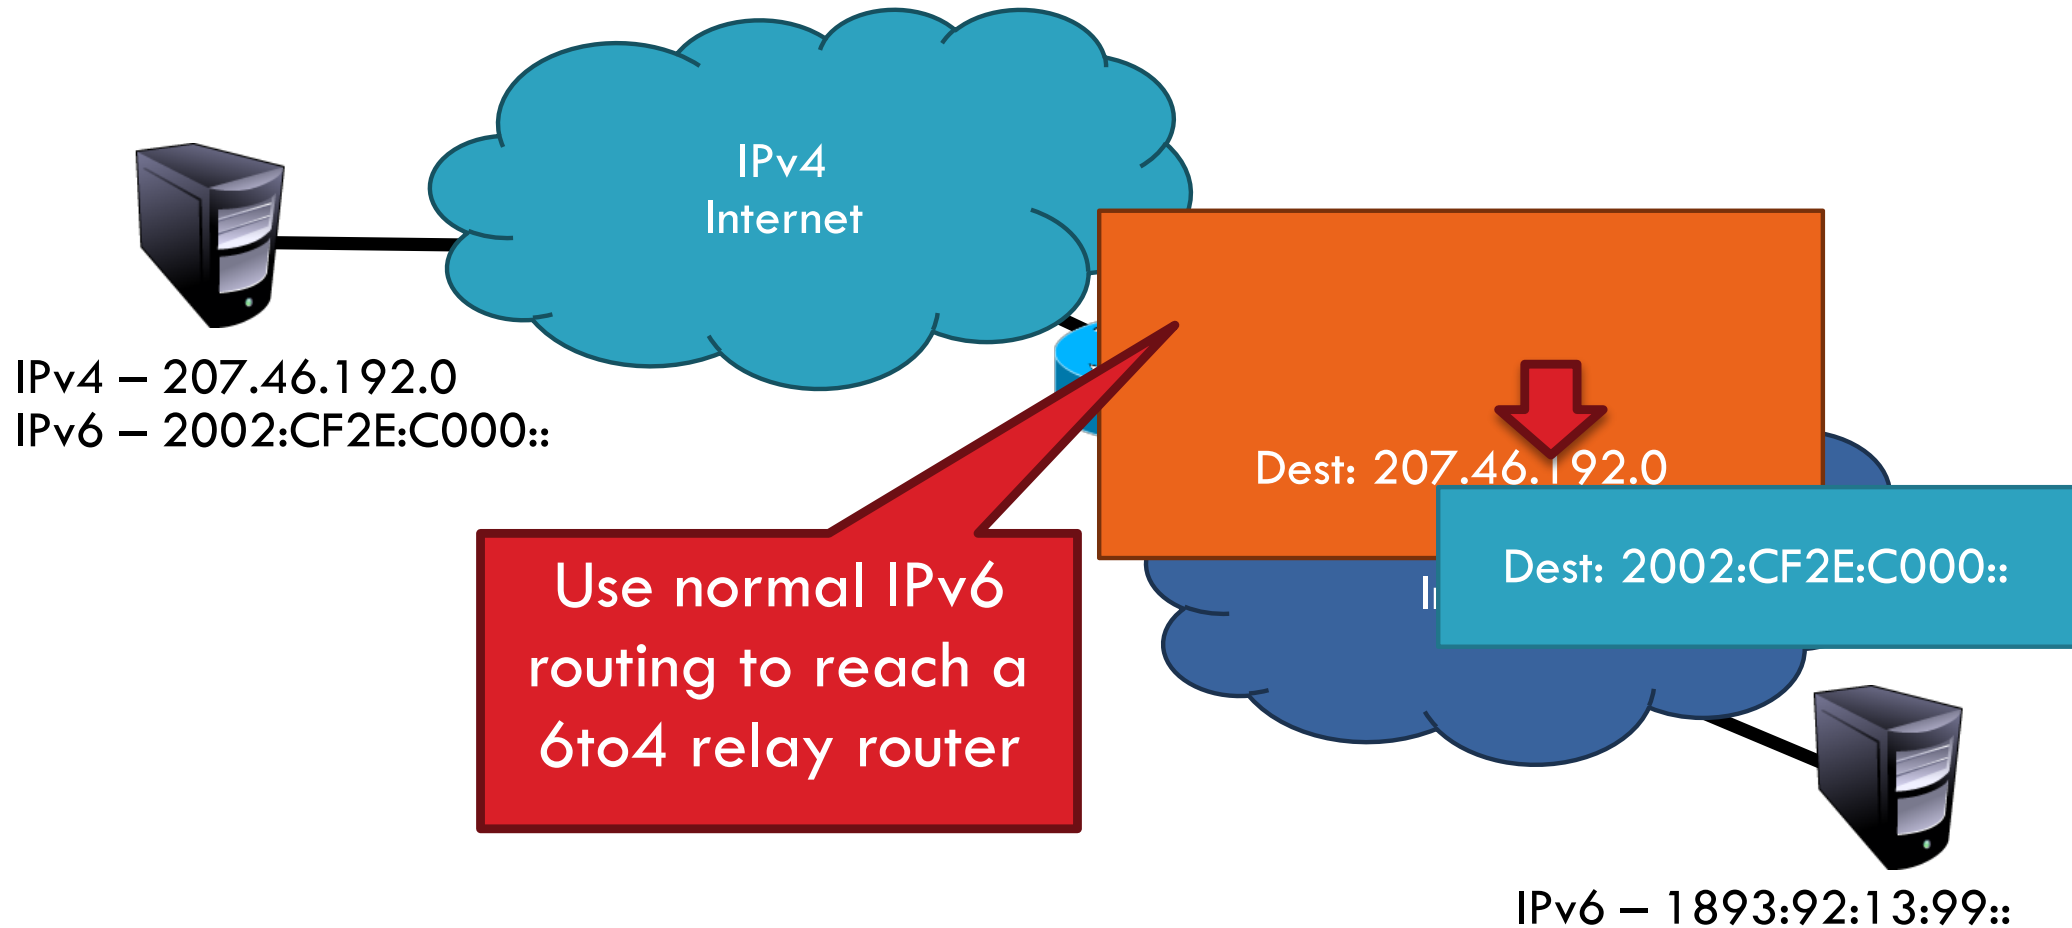 IPv4
Internet
IPv4 – 207.46.192.0
IPv6 – 2002:CF2E:C000::
Dest: 207.46.192.0
Dest: 2002:CF2E:C000::
Use normal IPv6
routing to reach a
6to4 relay router
IPv6 – 1893:92:13:99::